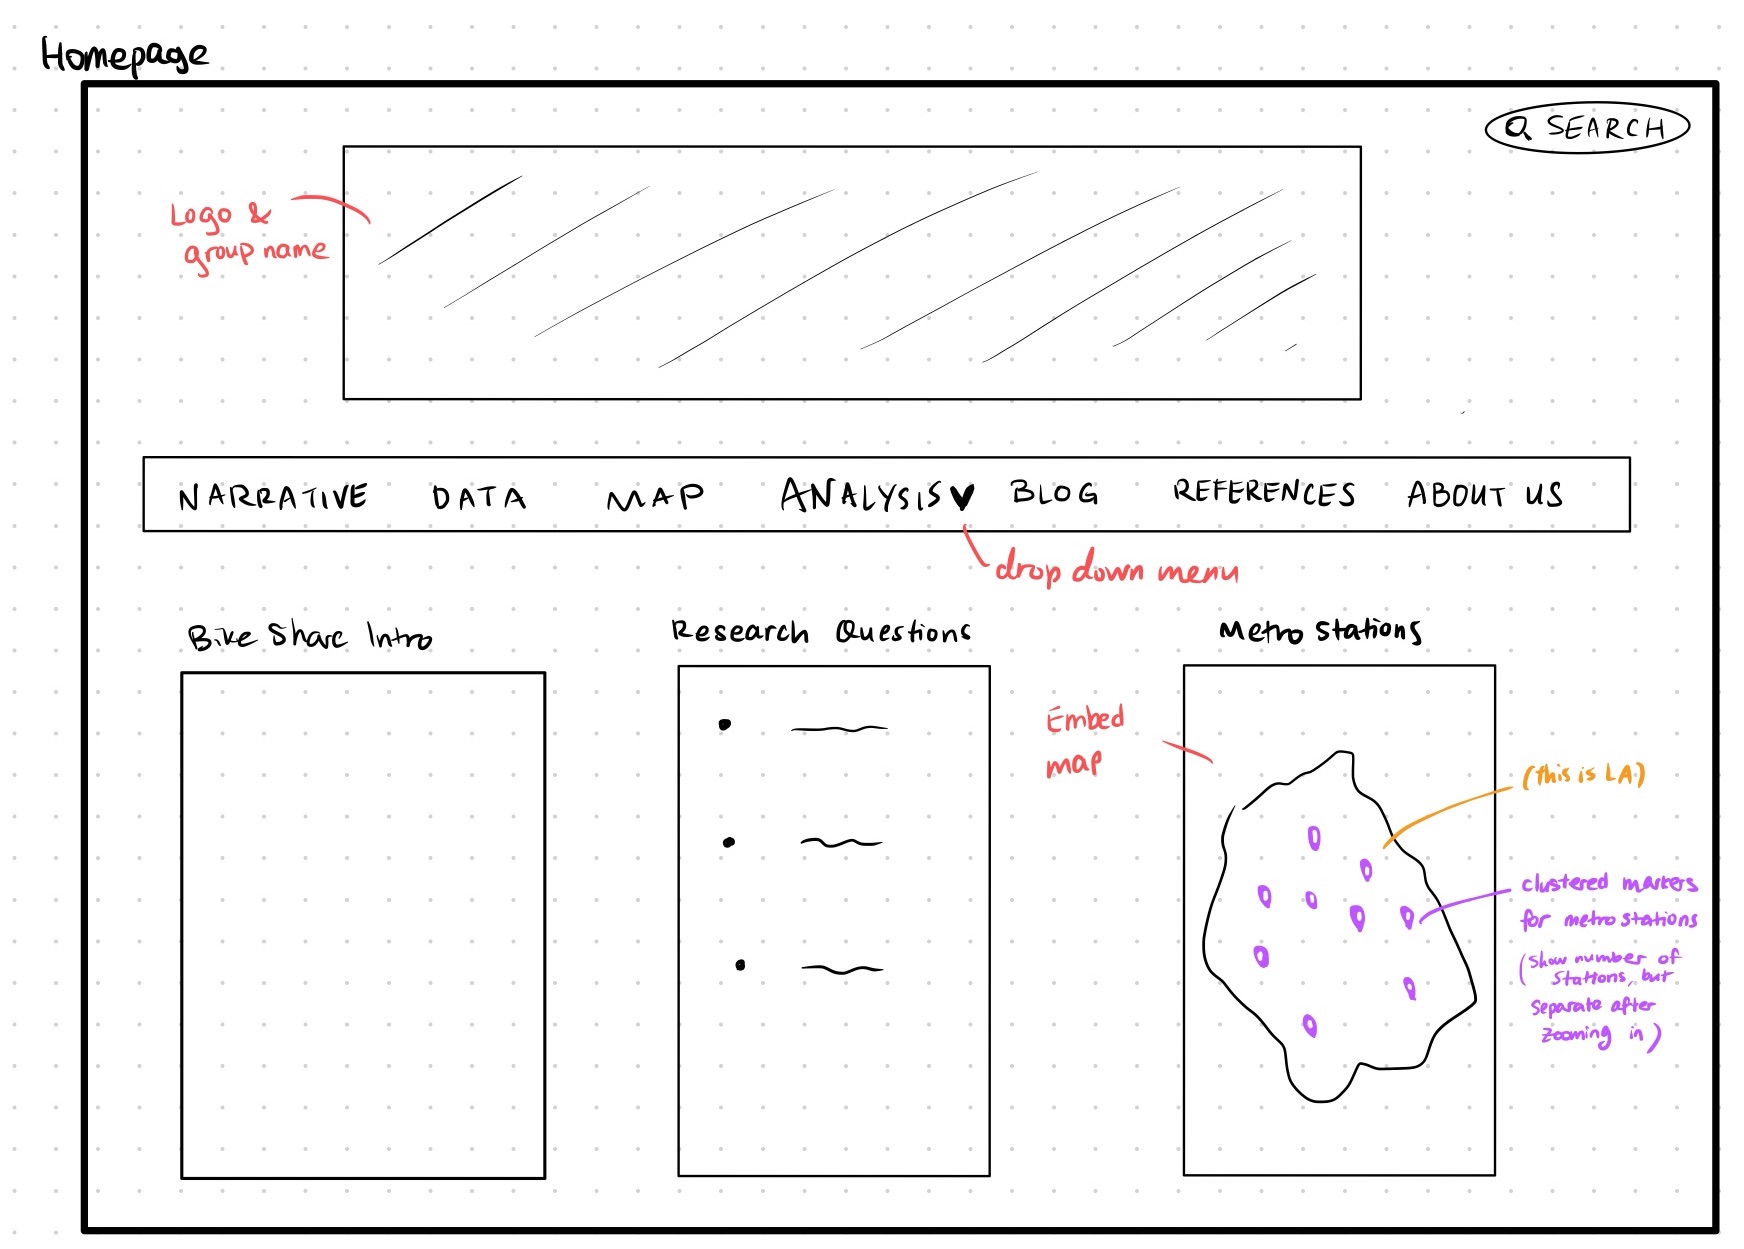 Homepage
SEARCH
Logo &
group name
NARRATIVE DATA MAP ANALYSIS BLOG REFERENCES ABOUT US
drop down menu
Bike Share Intro
Research Questions
Metro Stations
Embed
map
(this is LA)
clustered markers
for metro stations
(Show number of
stations, but
separate after
zooming in)